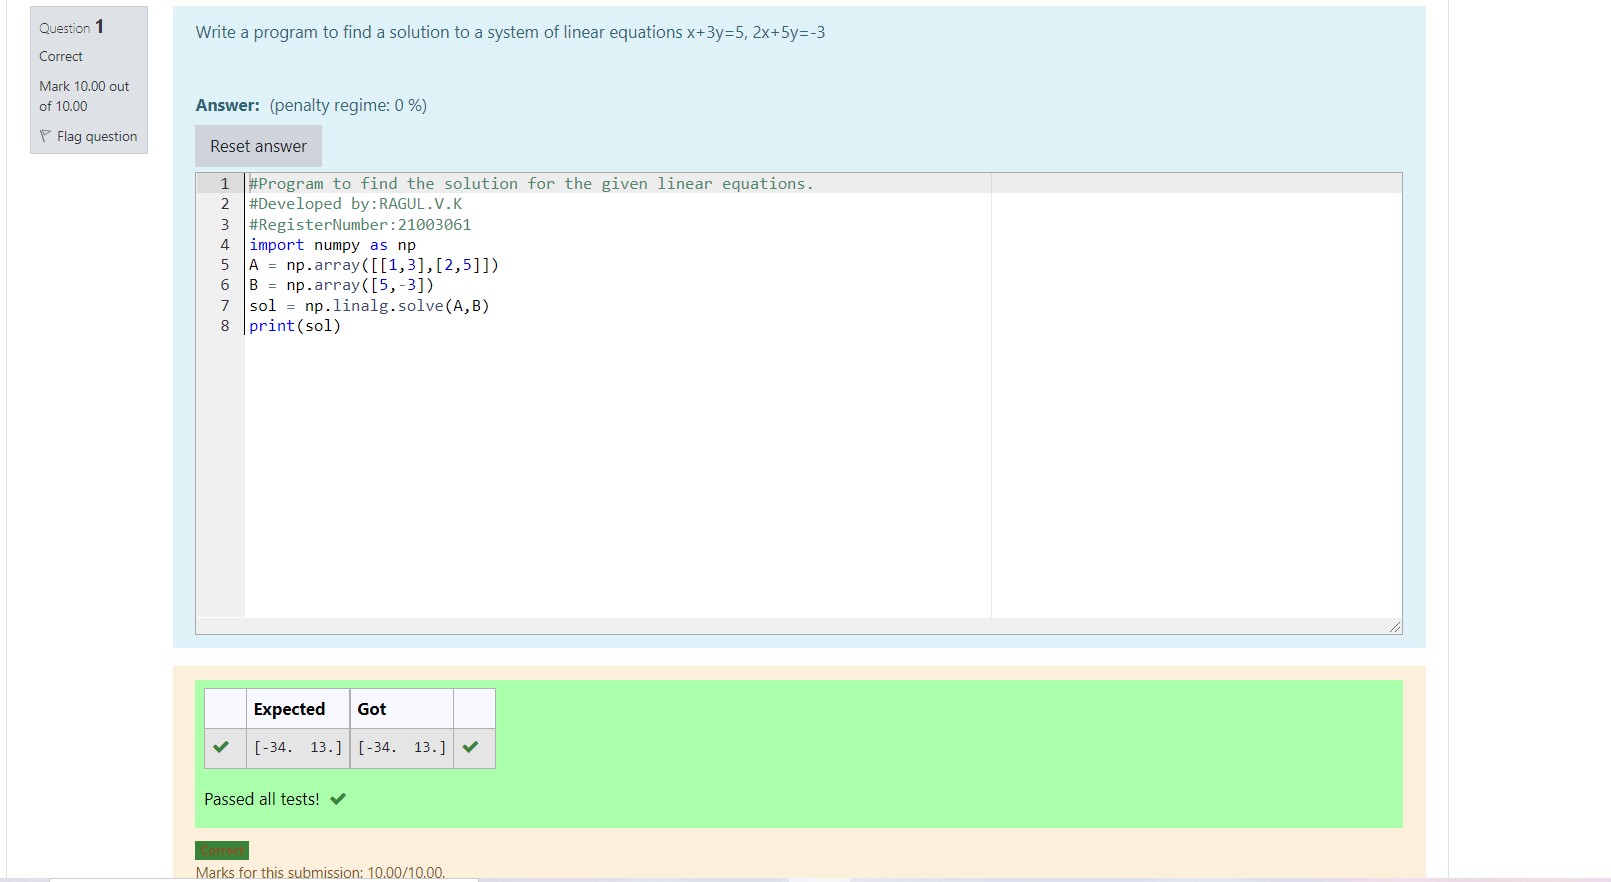 Question 1
Correct
Mark 10.00 out
of 10.00
Flag question
Write a program to find a solution to a system of linear equations x+3y=5, 2x+5y=-3
Answer: (penalty regime: 0 %)
Reset answer
1 #Program to find the solution for the given linear equations.
2 #Developed by:RAGUL.V.K
3 #RegisterNumber:21003061
4 import numpy as np
5 A = np.array([[1,3],[2,5]])
6 B = np.array([5,-3])
7 sol = np.linalg.solve(A,B)
8 print(sol)
Expected Got
[-34.  13.] [-34.  13.]
Passed all tests!
Correct
Marks for this submission: 10.00/10.00.